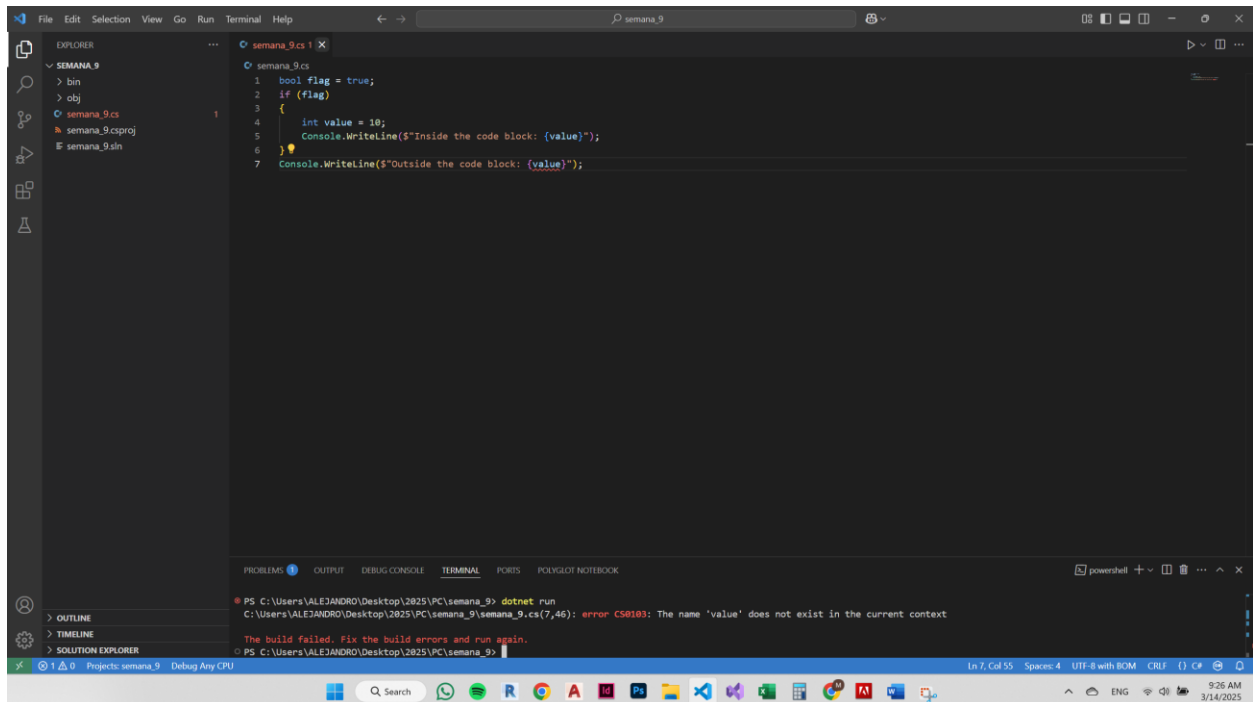 File Edit Selection View Go Run Terminal Help
semana_9
EXPLORER
SEMANA_9
bin
obj
semana_9.cs 1
semana_9.csproj
semana_9.sln
OUTLINE
TIMELINE
SOLUTION EXPLORER
semana_9.cs 1
semana_9.cs
1 bool flag = true;
2 if (flag)
3 {
4 int value = 10;
5 Console.WriteLine($"Inside the code block: {value}");
6 }
7 Console.WriteLine($"Outside the code block: {value}");
PROBLEMS 1 OUTPUT DEBUG CONSOLE TERMINAL PORTS POLYGLOT NOTEBOOK
powershell
PS C:\Users\ALEJANDRO\Desktop\2025\PC\semana_9> dotnet run
C:\Users\ALEJANDRO\Desktop\2025\PC\semana_9\semana_9.cs(7,46): error CS0103: The name 'value' does not exist in the current context
The build failed. Fix the build errors and run again.
PS C:\Users\ALEJANDRO\Desktop\2025\PC\semana_9>
1 0 Projects: semana_9 Debug Any CPU
Ln 7, Col 55 Spaces: 4 UTF-8 with BOM CRLF {} C#
Search
R
A
Id
Ps
M
ENG
9:26 AM
3/14/2025